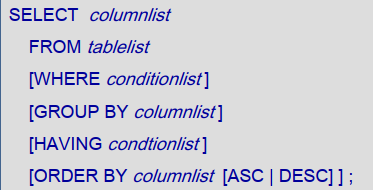 SELECT columnlist
FROM tablelist
[WHERE conditionlist]
[GROUP BY columnlist]
[HAVING condtionlist]
[ORDER BY columnlist [ASC | DESC] ] ;